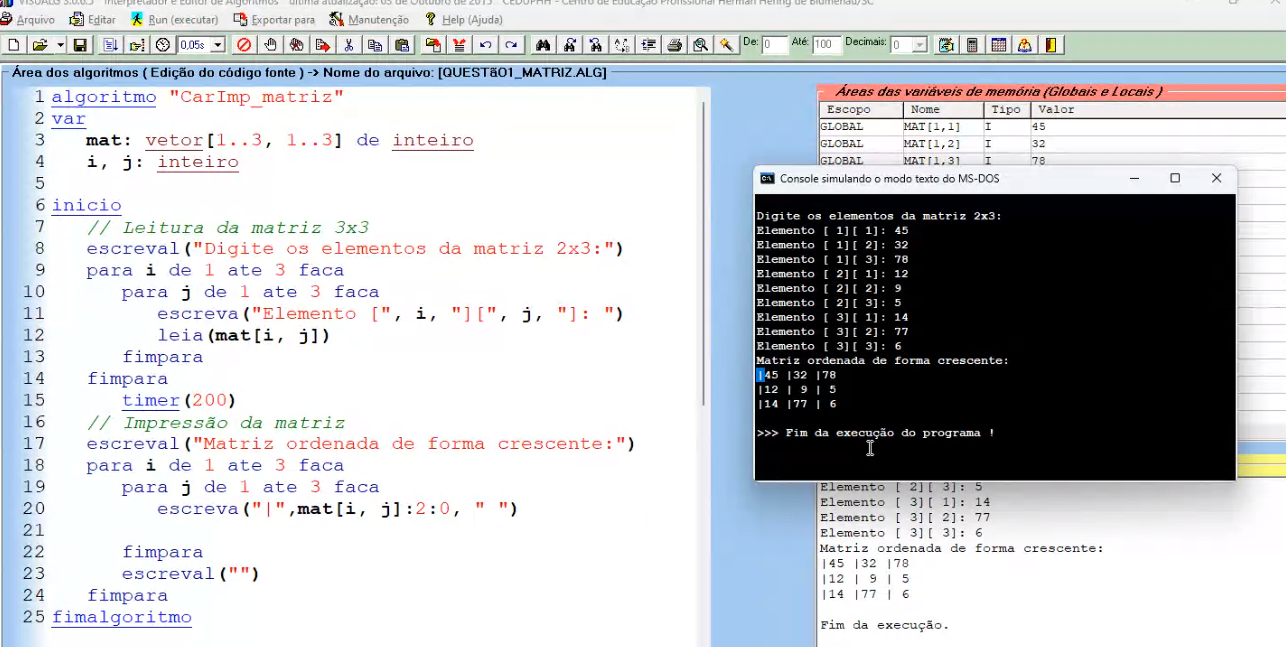 VISUALG 3.0.6.5 Interpretador e Editor de Algoritmos última atualização: 03 de Outubro de 2015 CEDUPHH - Centro de Educação Profissional Hermann Hering de Blumenau/SC
Arquivo Editar Run (executar) Exportar para Manutenção Help (Ajuda)
0,05s De: 0 Até: 100 Decimais: 0
Área dos algoritmos ( Edição do código fonte ) -> Nome do arquivo: [QUESTãO1_MATRIZ.ALG]
1 algoritmo "CarImp_matriz"
2 var
3 mat: vetor[1..3, 1..3] de inteiro
4 i, j: inteiro
5
6 inicio
7 // Leitura da matriz 3x3
8 escreval("Digite os elementos da matriz 2x3:")
9 para i de 1 ate 3 faca
10 para j de 1 ate 3 faca
11 escreva("Elemento [", i, "][", j, "]: ")
12 leia(mat[i, j])
13 fimpara
14 fimpara
15 timer(200)
16 // Impressão da matriz
17 escreval("Matriz ordenada de forma crescente:")
18 para i de 1 ate 3 faca
19 para j de 1 ate 3 faca
20 escreva("|",mat[i, j]:2:0, " ")
21
22 fimpara
23 escreval("")
24 fimpara
25 fimalgoritmo
Áreas das variáveis de memória (Globais e Locais )
Escopo Nome Tipo Valor
GLOBAL MAT[1,1] I 45
GLOBAL MAT[1,2] I 32
GLOBAL MAT[1,3] I 78
Console simulando o modo texto do MS-DOS
Digite os elementos da matriz 2x3:
Elemento [ 1][ 1]: 45
Elemento [ 1][ 2]: 32
Elemento [ 1][ 3]: 78
Elemento [ 2][ 1]: 12
Elemento [ 2][ 2]: 9
Elemento [ 2][ 3]: 5
Elemento [ 3][ 1]: 14
Elemento [ 3][ 2]: 77
Elemento [ 3][ 3]: 6
Matriz ordenada de forma crescente:
|45 |32 |78
|12 | 9 | 5
|14 |77 | 6
>>> Fim da execução do programa !
Elemento [ 2][ 3]: 5
Elemento [ 3][ 1]: 14
Elemento [ 3][ 2]: 77
Elemento [ 3][ 3]: 6
Matriz ordenada de forma crescente:
|45 |32 |78
|12 | 9 | 5
|14 |77 | 6
Fim da execução.